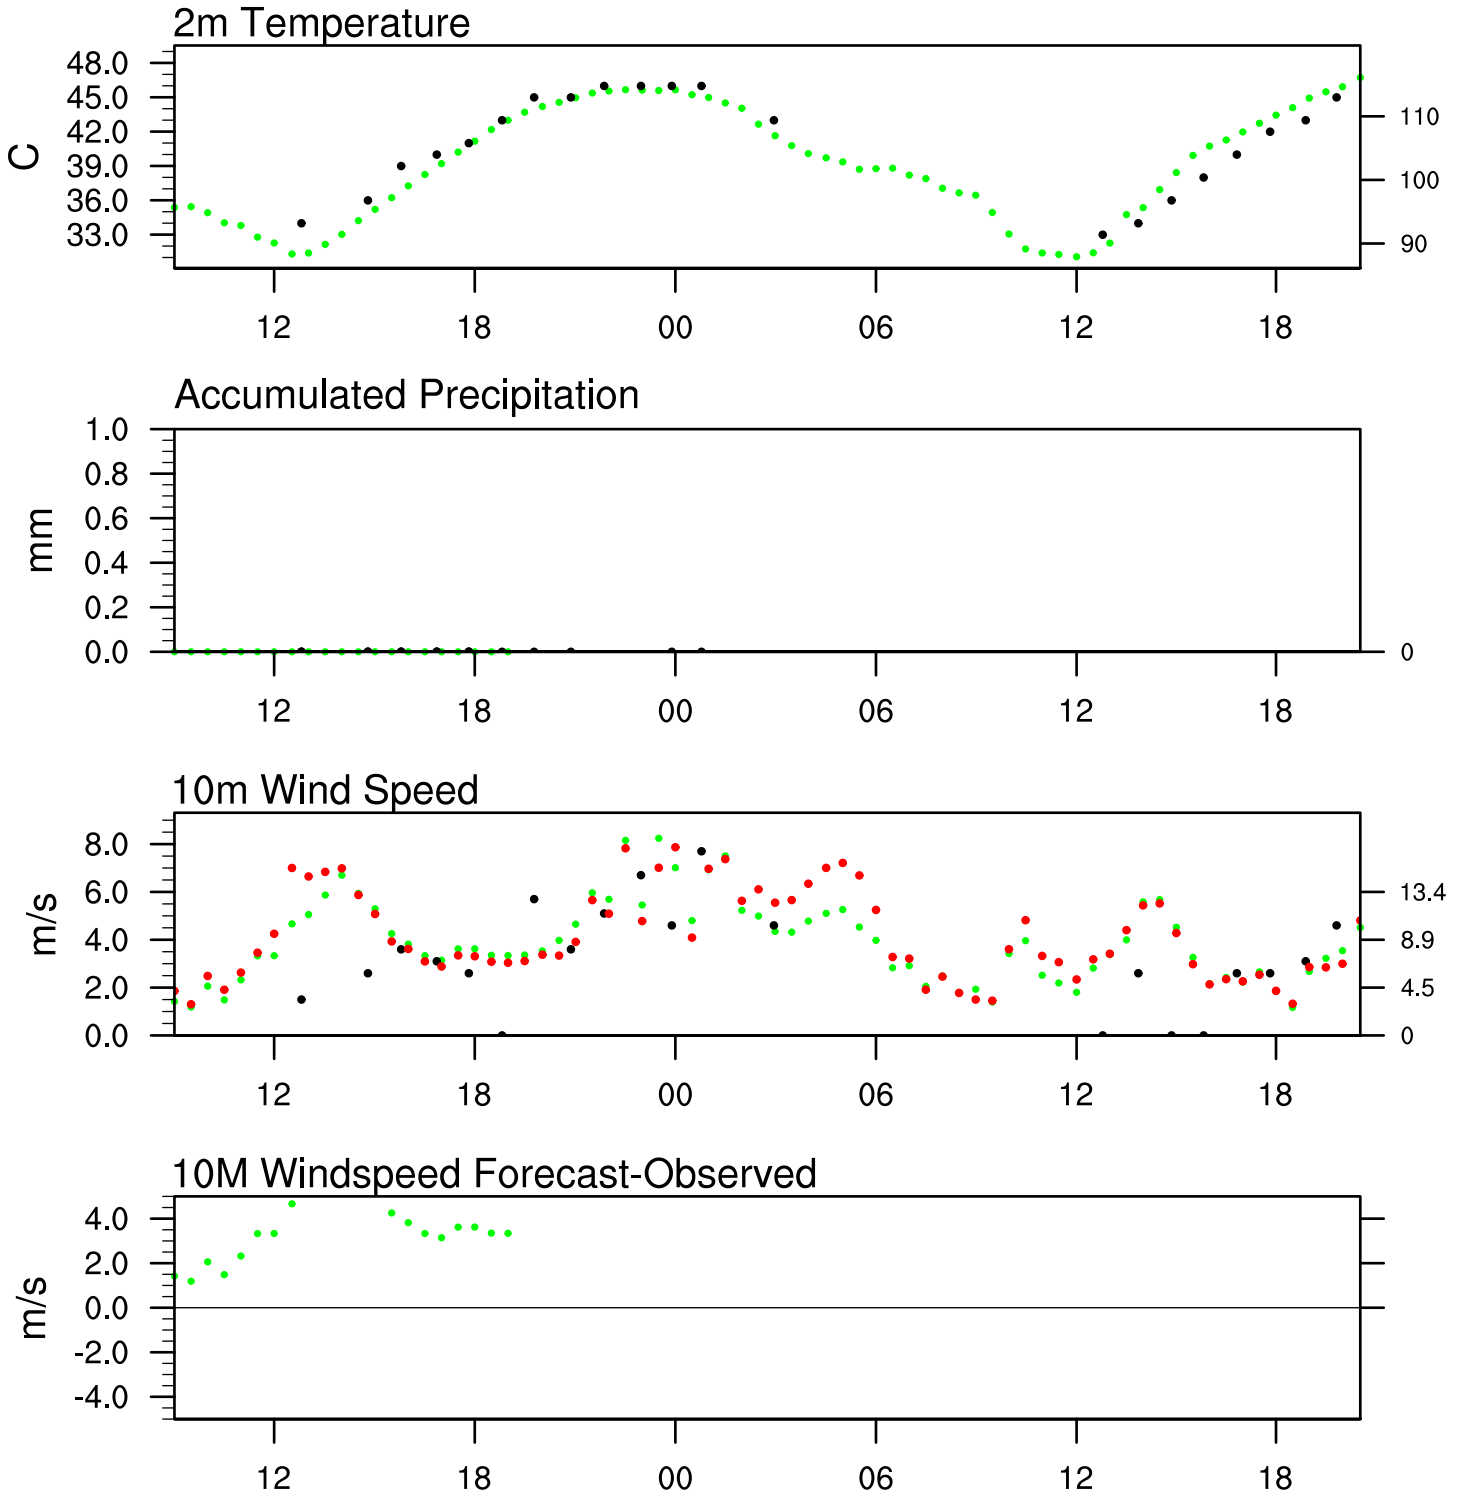 2m Temperature
48.0
45.0
42.0
39.0
36.0
33.0
C
110
100
90
12 18 00 06 12 18
Accumulated Precipitation
1.0
0.8
0.6
0.4
0.2
0.0
mm
0
12 18 00 06 12 18
10m Wind Speed
8.0
6.0
4.0
2.0
0.0
m/s
13.4
8.9
4.5
0
12 18 00 06 12 18
10M Windspeed Forecast-Observed
4.0
2.0
0.0
-2.0
-4.0
m/s
12 18 00 06 12 18